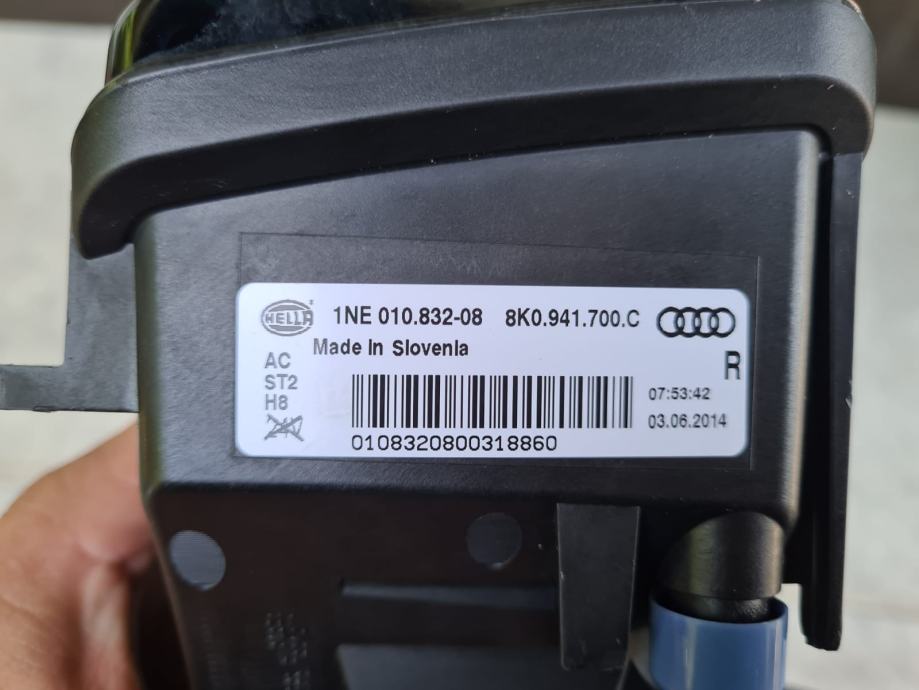 HELLA 1NE 010.832-08 8K0.941.700.C
Made In Slovenia
R
AC
ST2
H8
24V
07:53:42
03.06.2014
0108320800318860